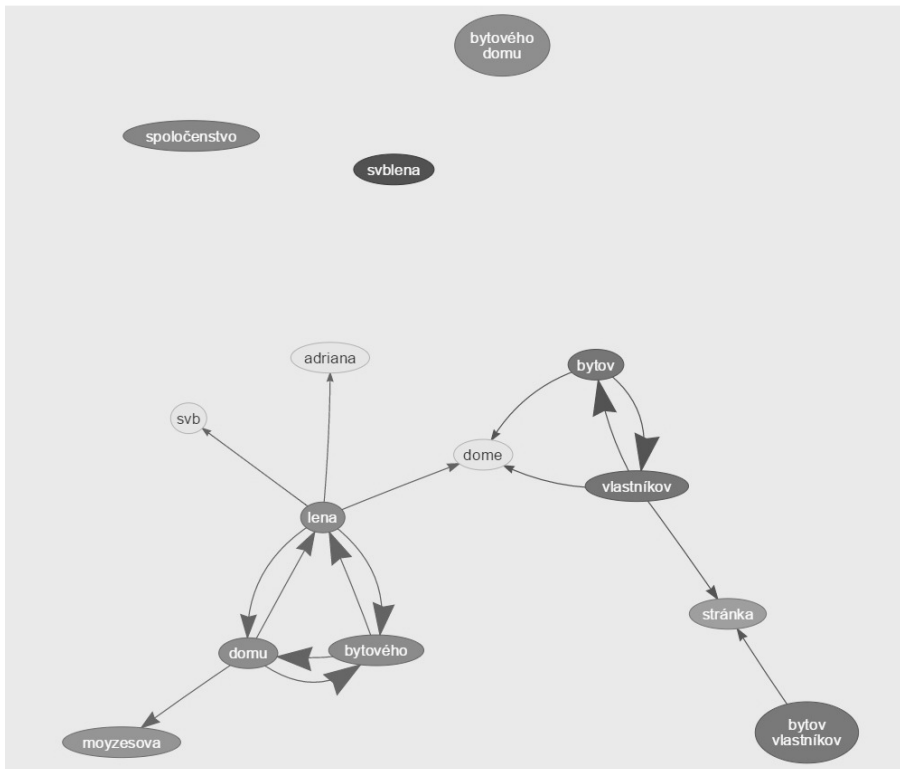 bytového
domu
spoločenstvo
svblena
adriana
bytov
svb
dome
vlastníkov
lena
stránka
domu
bytového
bytov
vlastníkov
moyzesova